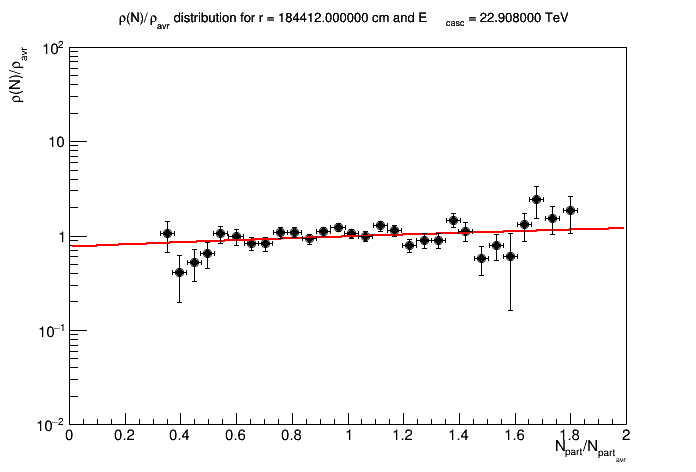 ρ(N)/ρavr distribution for r = 184412.000000 cm and E casc = 22.908000 TeV
ρ(N)/ρavr
10²
10
1
10⁻¹
10⁻²
0 0.2 0.4 0.6 0.8 1 1.2 1.4 1.6 1.8 2
Npart/Npartavr